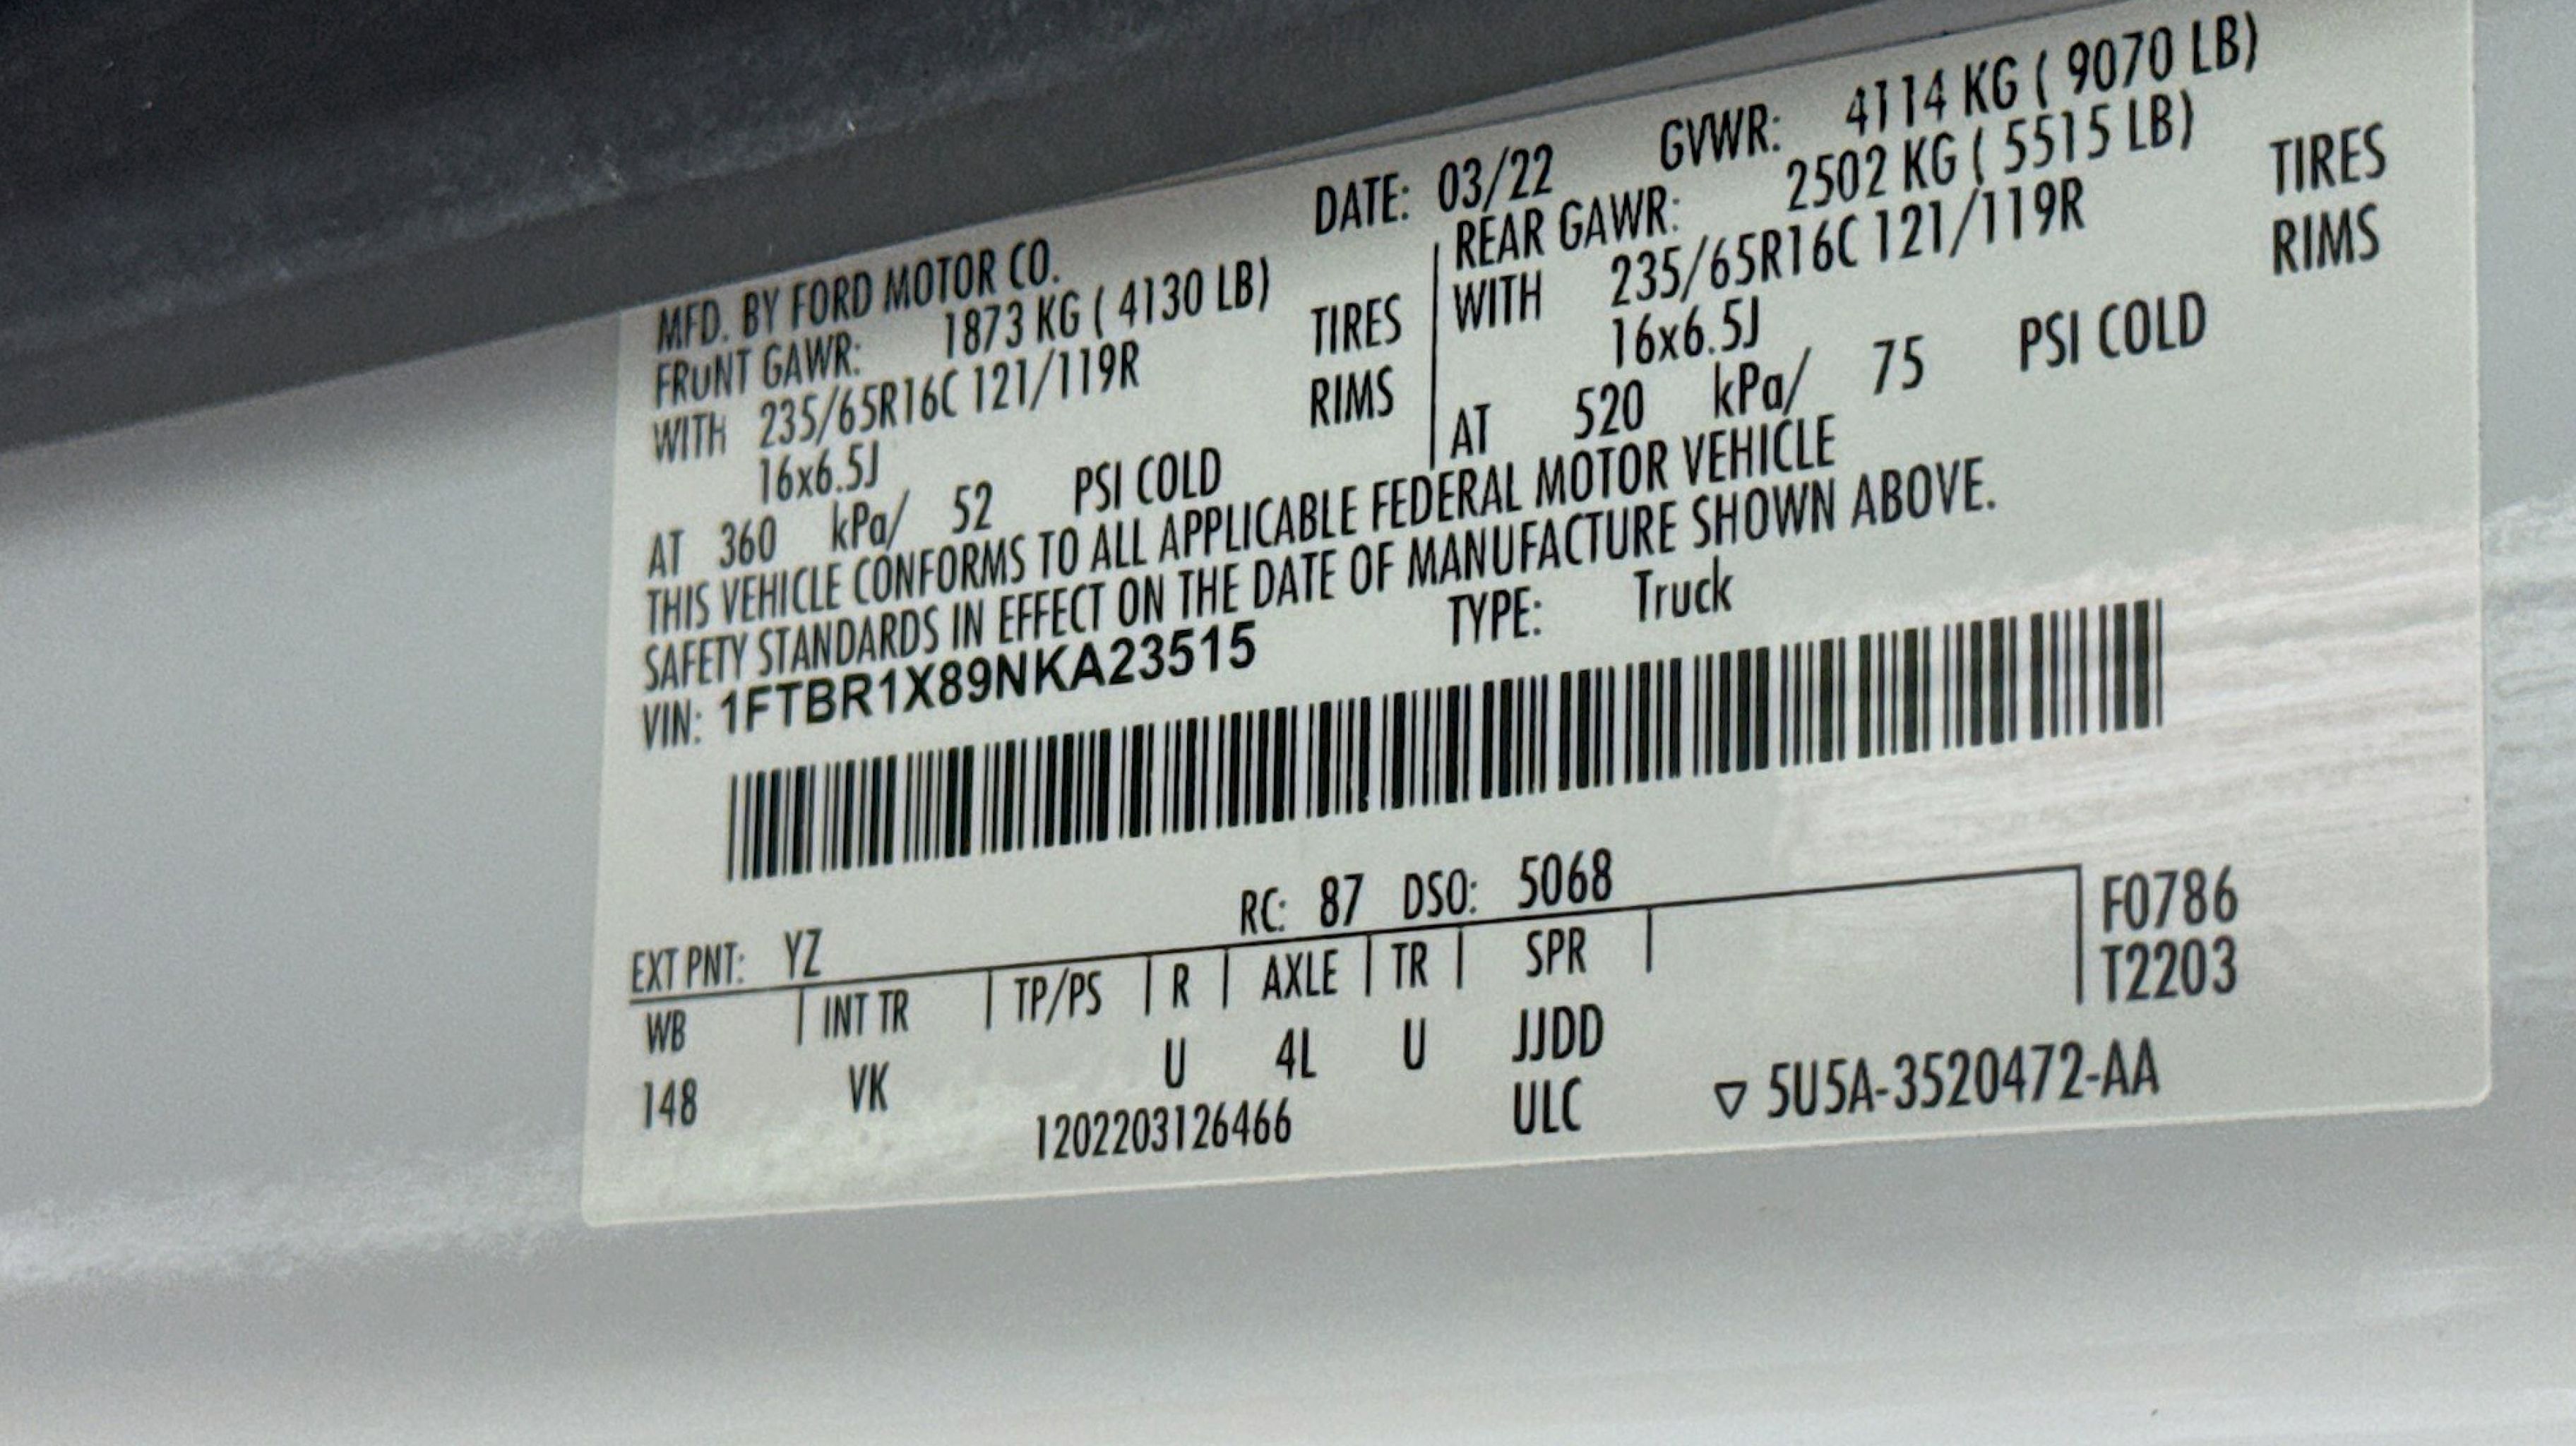 DATE: 03/22 GVWR: 4114 KG ( 9070 LB)
MFD. BY FORD MOTOR CO.
FRONT GAWR: 1873 KG ( 4130 LB)
WITH 235/65R16C 121/119R TIRES
16x6.5J RIMS
AT 360 kPa/ 52 PSI COLD
REAR GAWR: 2502 KG ( 5515 LB)
WITH 235/65R16C 121/119R TIRES
16x6.5J RIMS
AT 520 kPa/ 75 PSI COLD
THIS VEHICLE CONFORMS TO ALL APPLICABLE FEDERAL MOTOR VEHICLE
SAFETY STANDARDS IN EFFECT ON THE DATE OF MANUFACTURE SHOWN ABOVE.
VIN: 1FTBR1X89NKA23515 TYPE: Truck
EXT PNT: YZ RC: 87 DSO: 5068
WB | INT TR | TP/PS | R | AXLE | TR | SPR |
F0786
T2203
148 VK U 4L U JJDD
1202203126466 ULC ▽ 5U5A-3520472-AA